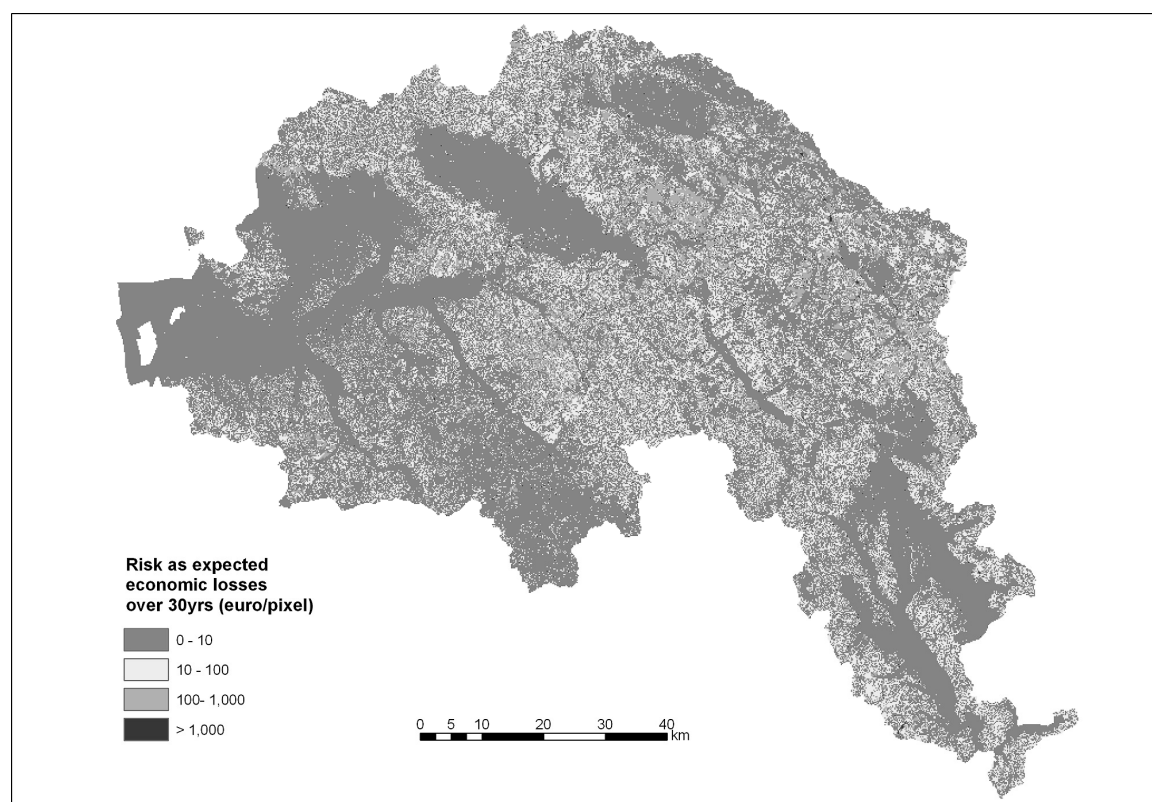 Risk as expected
economic losses
over 30yrs (euro/pixel)
0 - 10
10 - 100
100- 1,000
> 1,000
0 5 10 20 30 40
km